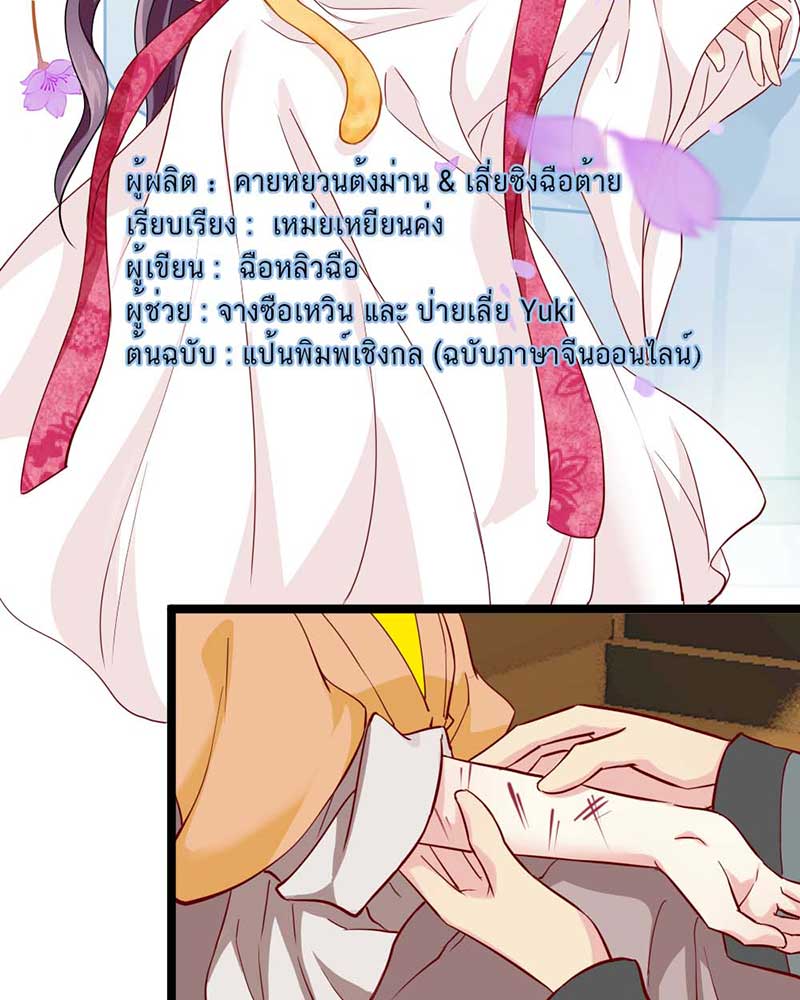 ผู้ผลิต : คายหยวนต้งม่าน & เลี่ยซิงฉือต้าย
เรียบเรียง : เหม่ยเหยียนค่ง
ผู้เขียน : ฉือหลิวฉือ
ผู้ช่วย : จางซือเหวิน และ ป่ายเลี่ย Yuki
ต้นฉบับ : แป้นพิมพ์เชิงกล (ฉบับภาษาจีนออนไลน์)